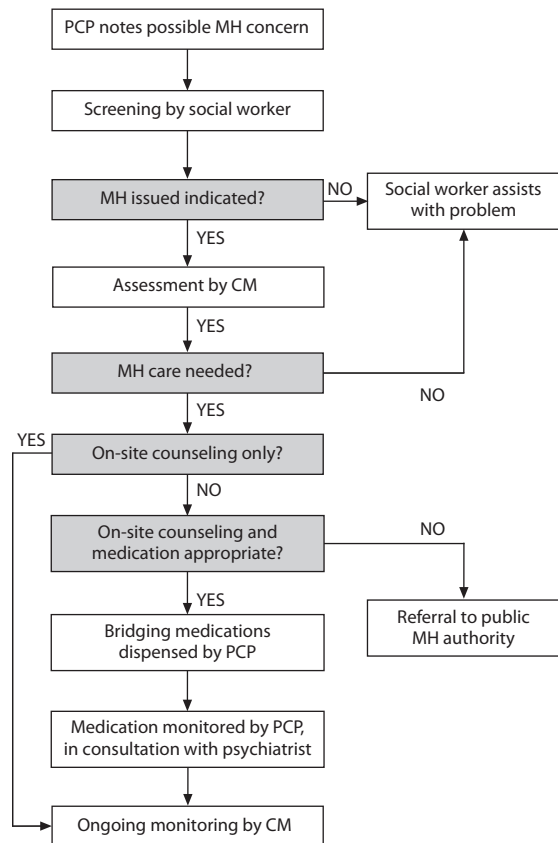 PCP notes possible MH concern
Screening by social worker
MH issued indicated?
NO
Social worker assists
with problem
YES
Assessment by CM
YES
MH care needed?
NO
YES
YES
On-site counseling only?
NO
On-site counseling and
medication appropriate?
NO
YES
Referral to public
MH authority
Bridging medications
dispensed by PCP
Medication monitored by PCP,
in consultation with psychiatrist
Ongoing monitoring by CM